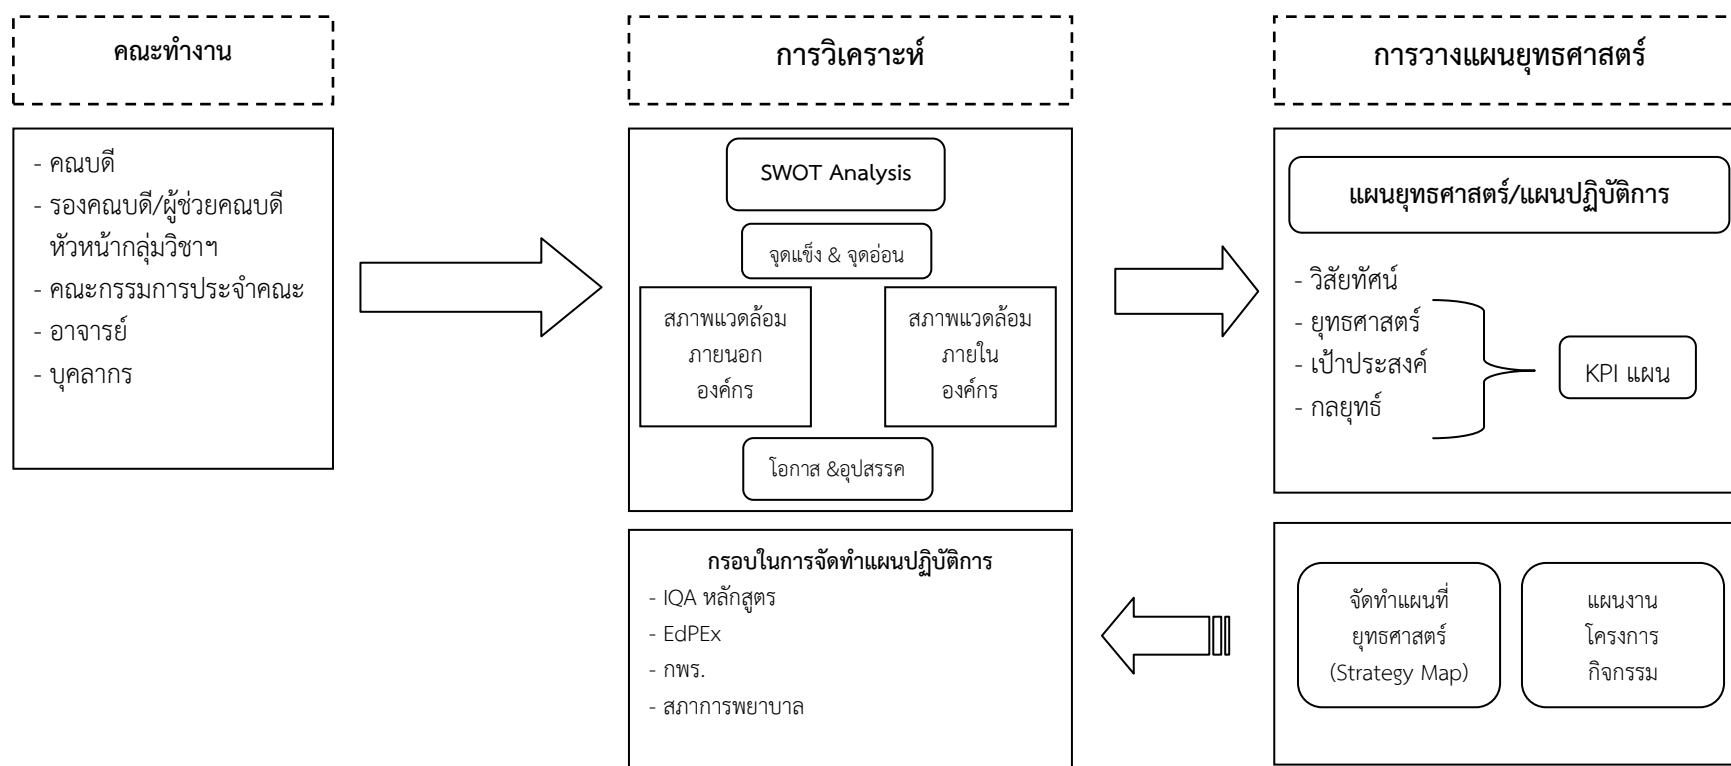 คณะทำงาน
- คณบดี
- รองคณบดี/ผู้ช่วยคณบดี
หัวหน้ากลุ่มวิชาฯ
- คณะกรรมการประจำคณะ
- อาจารย์
- บุคลากร
การวิเคราะห์
SWOT Analysis
จุดแข็ง & จุดอ่อน
สภาพแวดล้อม
ภายนอก
องค์กร
สภาพแวดล้อม
ภายใน
องค์กร
โอกาส &อุปสรรค
การวางแผนยุทธศาสตร์
แผนยุทธศาสตร์/แผนปฏิบัติการ
- วิสัยทัศน์
- ยุทธศาสตร์
- เป้าประสงค์
- กลยุทธ์
KPI แผน
จัดทำแผนที่
ยุทธศาสตร์
(Strategy Map)
แผนงาน
โครงการ
กิจกรรม
กรอบในการจัดทำแผนปฏิบัติการ
- IQA หลักสูตร
- EdPEx
- กพร.
- สภาการพยาบาล